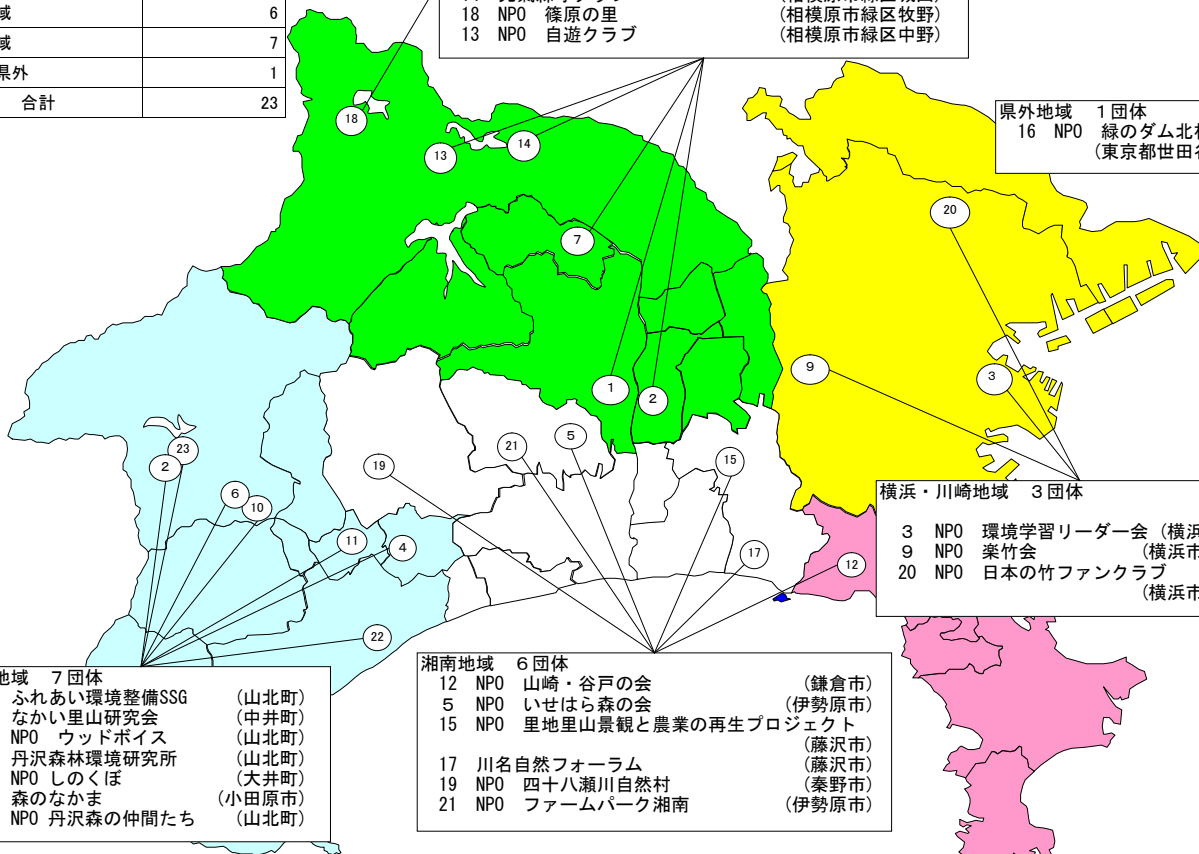 域 6
域 7
県外 1
合計 23
18 NPO 篠原の里 (相模原市緑区牧野)
13 NPO 自遊クラブ (相模原市緑区中野)
県外地域 1団体
16 NPO 緑のダム北
(東京都世田
18
13
14
7
20
1
2
9
3
21
5
19
15
23
2
6
10
11
4
17
12
22
横浜・川崎地域 3団体
3 NPO 環境学習リーダー会 (横浜
9 NPO 楽竹会 (横浜市
20 NPO 日本の竹ファンクラブ
(横浜市
地域 7団体
ふれあい環境整備SSG (山北町)
なかい里山研究会 (中井町)
NPO ウッドボイス (山北町)
丹沢森林環境研究所 (山北町)
NPO しのくぼ (大井町)
森のなかま (小田原市)
NPO 丹沢森の仲間たち (山北町)
湘南地域 6団体
12 NPO 山崎・谷戸の会 (鎌倉市)
5 NPO いせはら森の会 (伊勢原市)
15 NPO 里地里山景観と農業の再生プロジェクト
(藤沢市)
17 川名自然フォーラム (藤沢市)
19 NPO 四十八瀬川自然村 (秦野市)
21 NPO ファームパーク湘南 (伊勢原市)